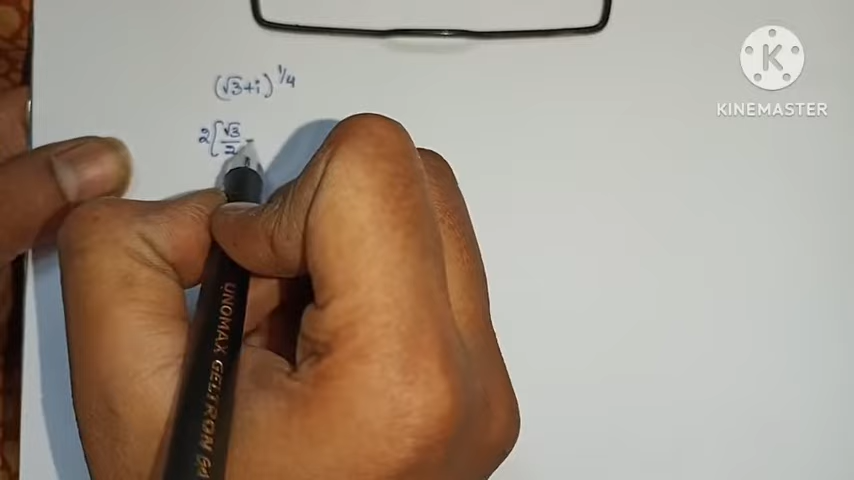 K
KINEMASTER
(√3+i)^1/4
2[√3/2
UNOMAX GELTRON